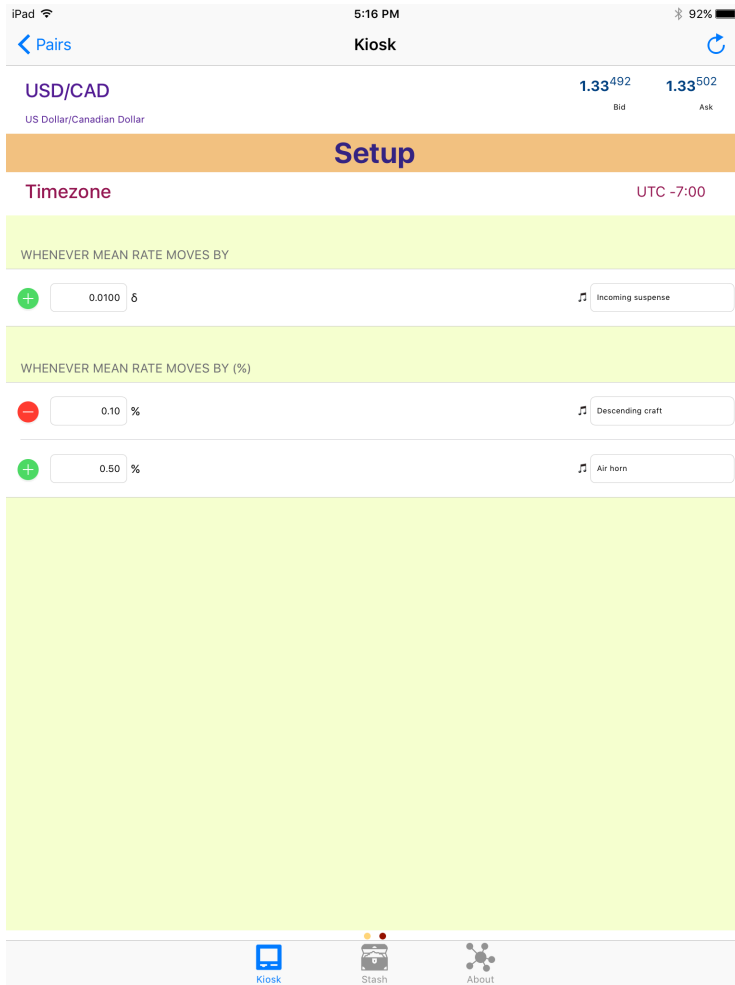 iPad 5:16 PM 92%
Pairs Kiosk
USD/CAD 1.33492 1.33502
US Dollar/Canadian Dollar Bid Ask
Setup
Timezone UTC -7:00
WHENEVER MEAN RATE MOVES BY
0.0100 δ Incoming suspense
WHENEVER MEAN RATE MOVES BY (%)
0.10 % Descending craft
0.50 % Air horn
Kiosk Stash About